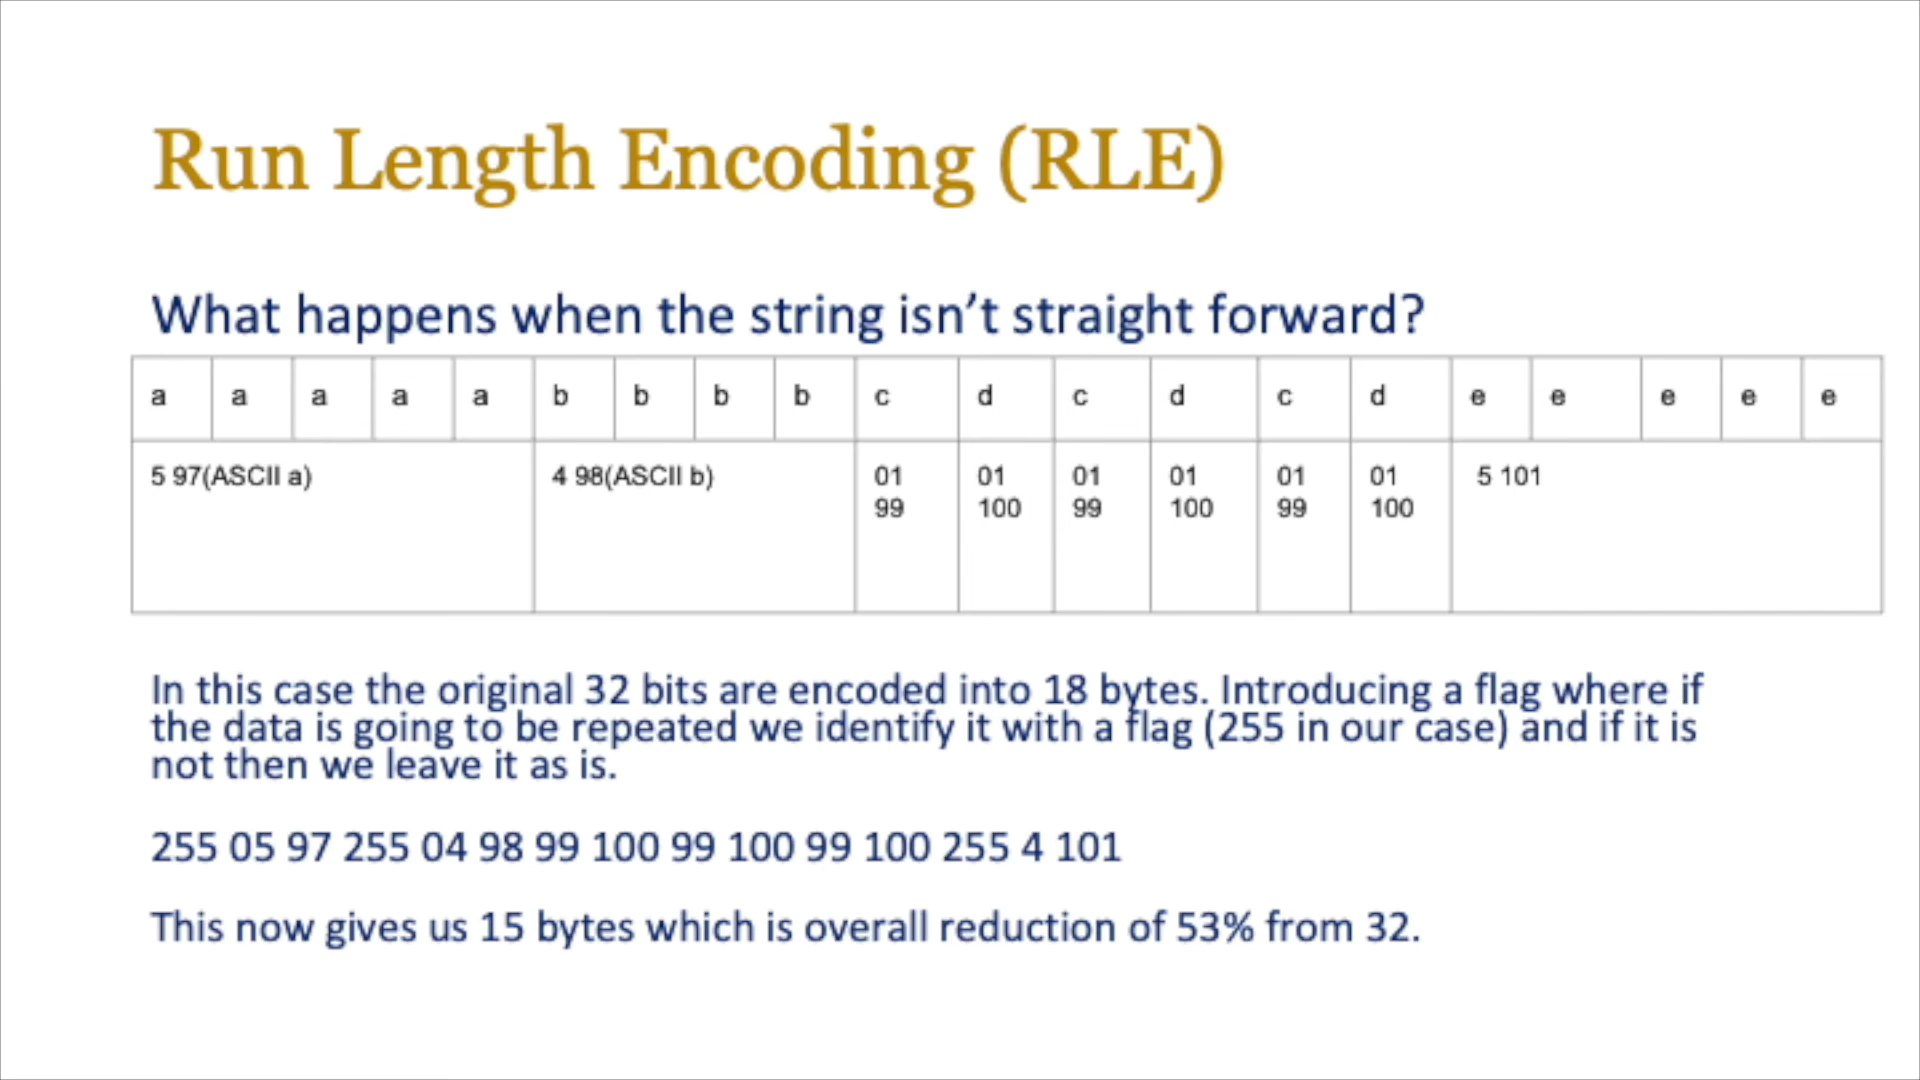 Run Length Encoding (RLE)
What happens when the string isn’t straight forward?
a a a a a b b b b c d c d c d e e e e e
5 97(ASCII a) 4 98(ASCII b) 01 01 01 01 01 01 5 101
99 100 99 100 99 100
In this case the original 32 bits are encoded into 18 bytes. Introducing a flag where if
the data is going to be repeated we identify it with a flag (255 in our case) and if it is
not then we leave it as is.
255 05 97 255 04 98 99 100 99 100 99 100 255 4 101
This now gives us 15 bytes which is overall reduction of 53% from 32.